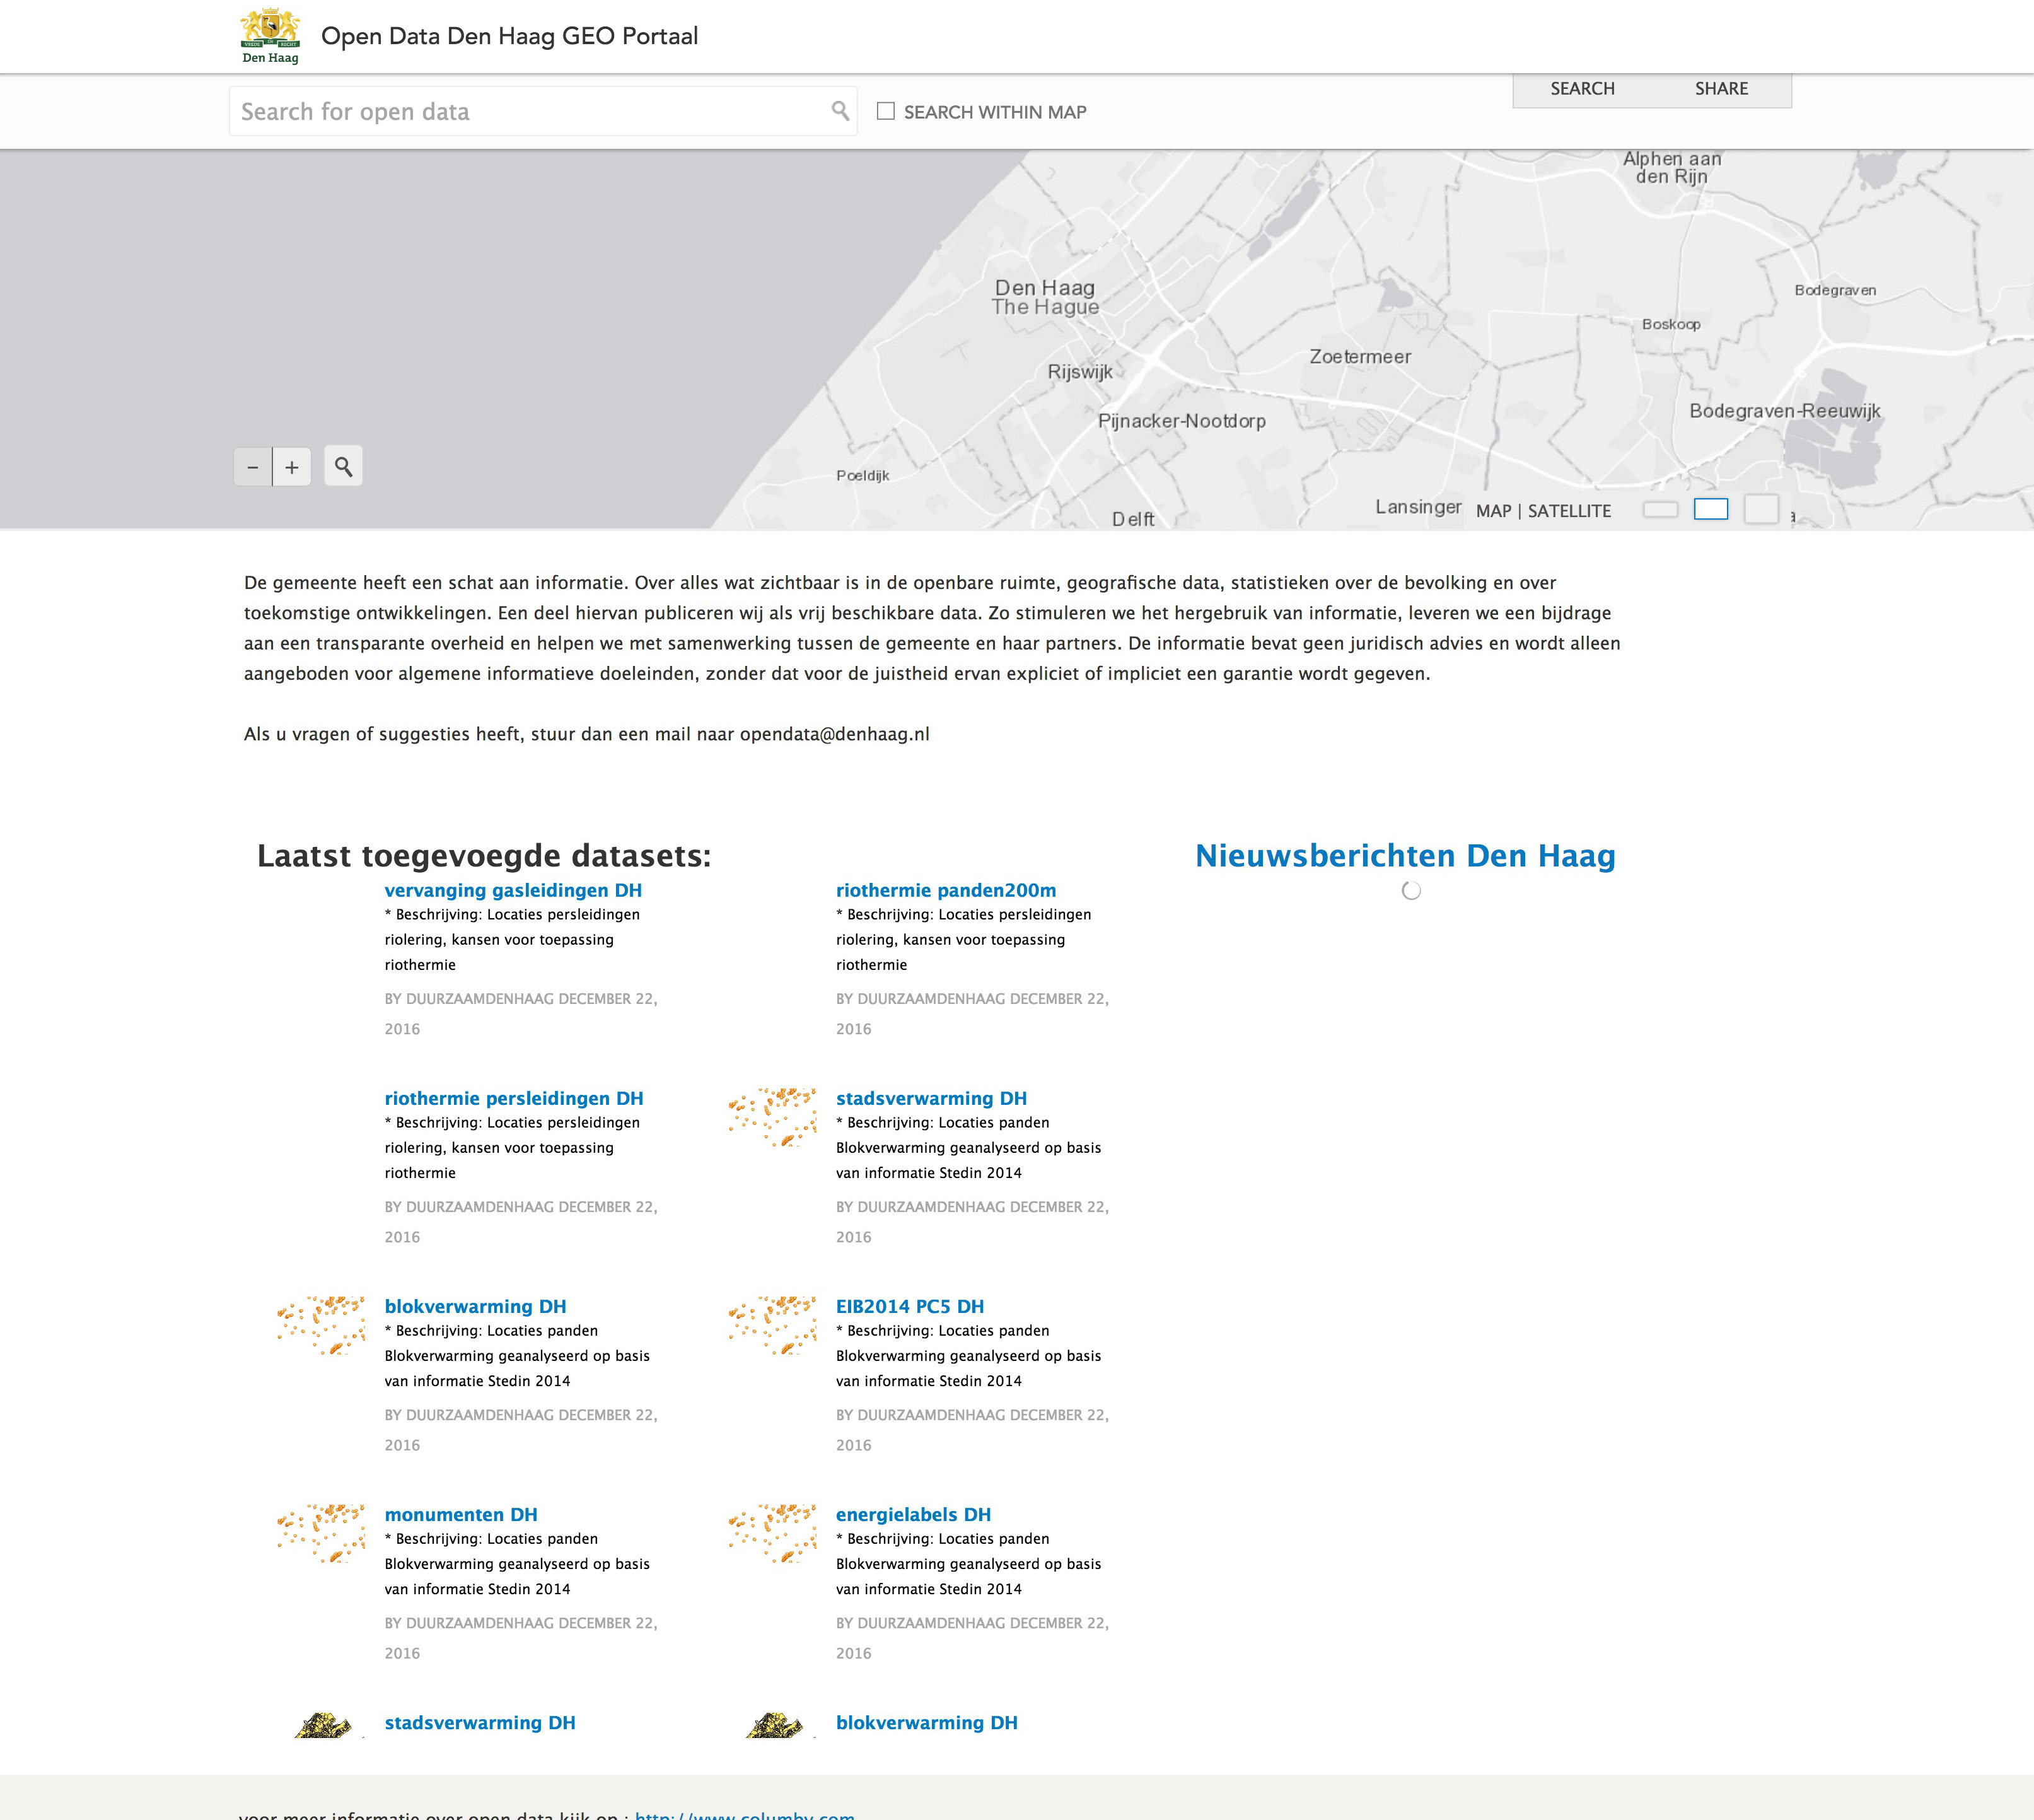 VREDE EN RECHT
Den Haag
Open Data Den Haag GEO Portaal
Search for open data
SEARCH WITHIN MAP
SEARCH
SHARE
Alphen aan
den Rijn
Den Haag
The Hague
Bodegraven
Boskoop
Zoetermeer
Rijswijk
Bodegraven-Reeuwijk
Pijnacker-Nootdorp
− +
Poeldijk
Lansinger
MAP | SATELLITE
a
Delft
De gemeente heeft een schat aan informatie. Over alles wat zichtbaar is in de openbare ruimte, geografische data, statistieken over de bevolking en over
toekomstige ontwikkelingen. Een deel hiervan publiceren wij als vrij beschikbare data. Zo stimuleren we het hergebruik van informatie, leveren we een bijdrage
aan een transparante overheid en helpen we met samenwerking tussen de gemeente en haar partners. De informatie bevat geen juridisch advies en wordt alleen
aangeboden voor algemene informatieve doeleinden, zonder dat voor de juistheid ervan expliciet of impliciet een garantie wordt gegeven.
Als u vragen of suggesties heeft, stuur dan een mail naar opendata@denhaag.nl
Laatst toegevoegde datasets:
vervanging gasleidingen DH
* Beschrijving: Locaties persleidingen
riolering, kansen voor toepassing
riothermie
BY DUURZAAMDENHAAG DECEMBER 22,
2016
riothermie panden200m
* Beschrijving: Locaties persleidingen
riolering, kansen voor toepassing
riothermie
BY DUURZAAMDENHAAG DECEMBER 22,
2016
riothermie persleidingen DH
* Beschrijving: Locaties persleidingen
riolering, kansen voor toepassing
riothermie
BY DUURZAAMDENHAAG DECEMBER 22,
2016
stadsverwarming DH
* Beschrijving: Locaties panden
Blokverwarming geanalyseerd op basis
van informatie Stedin 2014
BY DUURZAAMDENHAAG DECEMBER 22,
2016
blokverwarming DH
* Beschrijving: Locaties panden
Blokverwarming geanalyseerd op basis
van informatie Stedin 2014
BY DUURZAAMDENHAAG DECEMBER 22,
2016
EIB2014 PC5 DH
* Beschrijving: Locaties panden
Blokverwarming geanalyseerd op basis
van informatie Stedin 2014
BY DUURZAAMDENHAAG DECEMBER 22,
2016
monumenten DH
* Beschrijving: Locaties panden
Blokverwarming geanalyseerd op basis
van informatie Stedin 2014
BY DUURZAAMDENHAAG DECEMBER 22,
2016
energielabels DH
* Beschrijving: Locaties panden
Blokverwarming geanalyseerd op basis
van informatie Stedin 2014
BY DUURZAAMDENHAAG DECEMBER 22,
2016
stadsverwarming DH
blokverwarming DH
Nieuwsberichten Den Haag
voor meer informatie over open data kijk op : http://www.columby.com